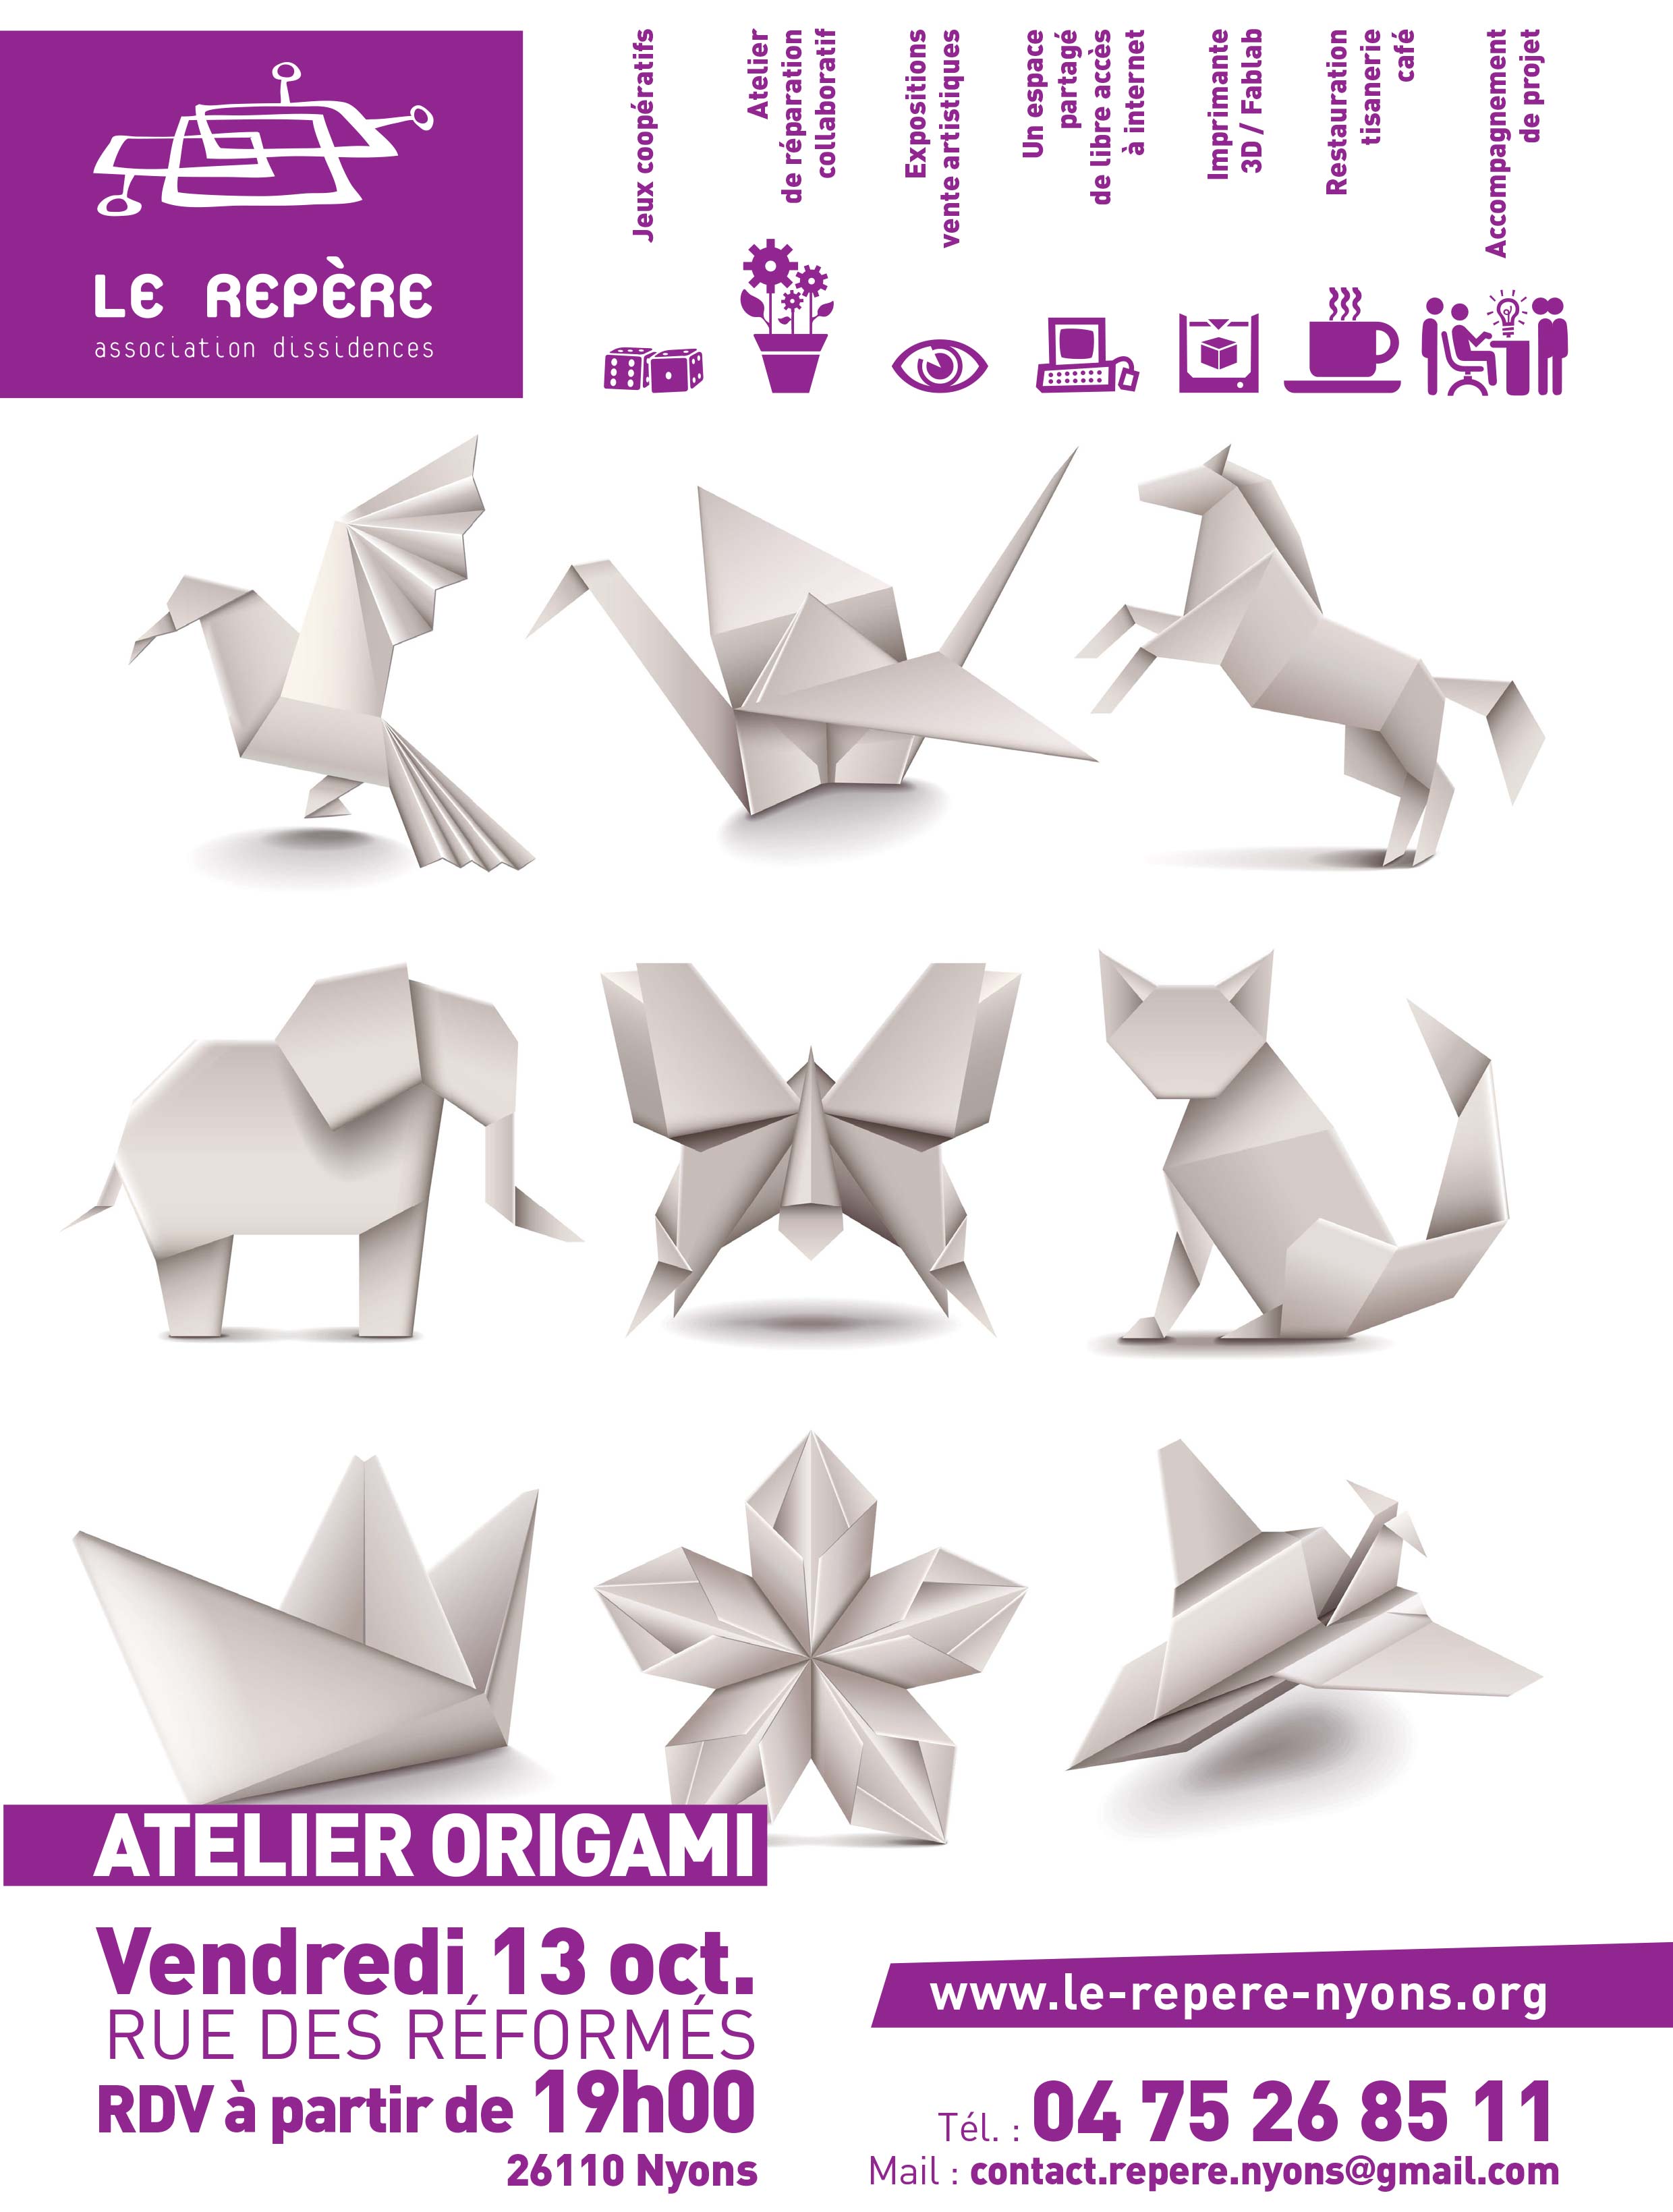 LE REPÈRE
association dissidences
Jeux coopératifs
Atelier
de réparation
collaboratif
Expositions
vente artistiques
Un espace
partagé
de libre accès
à internet
Imprimante
3D / Fablab
Restauration
tisanerie
café
Accompagnement
de projet
ATELIER ORIGAMI
Vendredi 13 oct.
RUE DES RÉFORMÉS
RDV à partir de 19h00
26110 Nyons
www.le-repere-nyons.org
Tél. : 04 75 26 85 11
Mail : contact.repere.nyons@gmail.com